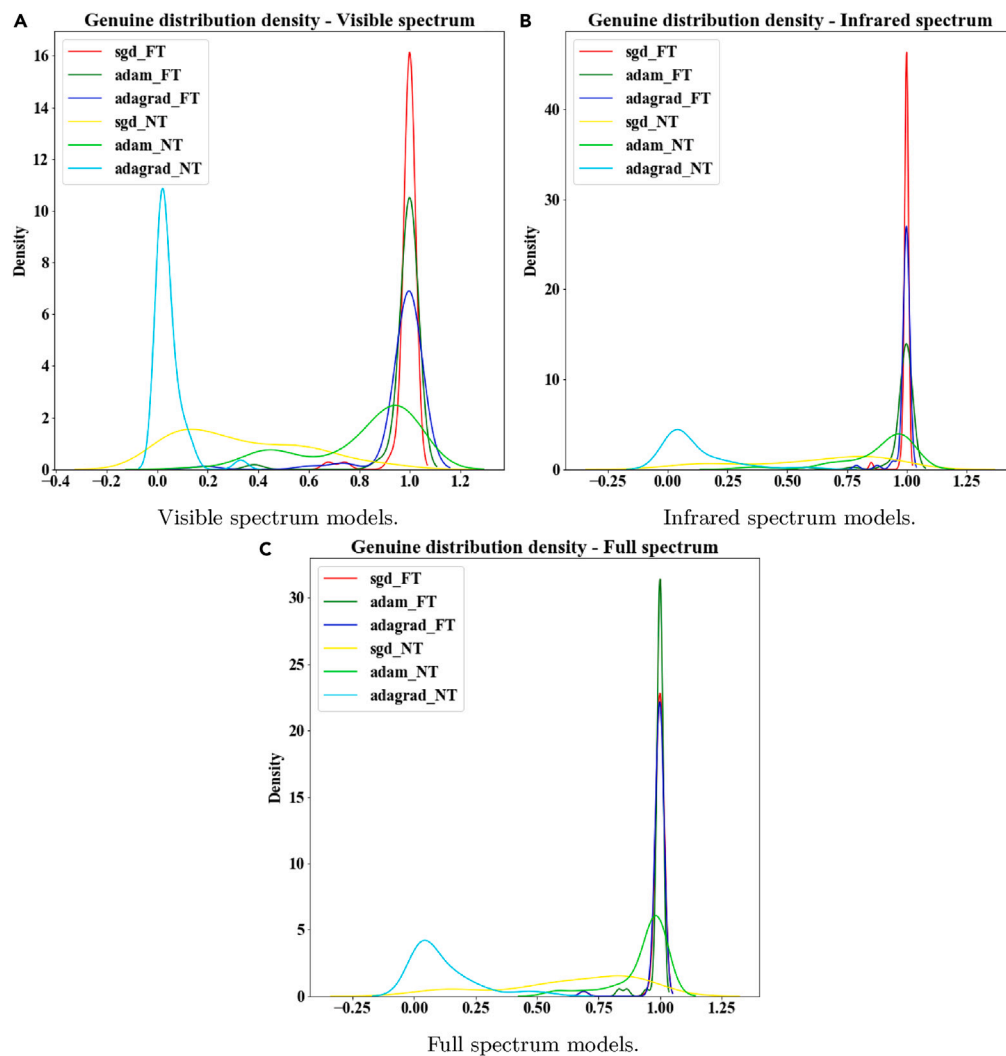 A
Genuine distribution density - Visible spectrum
sgd_FT
adam_FT
adagrad_FT
sgd_NT
adam_NT
adagrad_NT
16
14
12
10
8
6
4
2
0
Density
−0.4
−0.2
0.0
0.2
0.4
0.6
0.8
1.0
1.2
Visible spectrum models.
B
Genuine distribution density - Infrared spectrum
sgd_FT
adam_FT
adagrad_FT
sgd_NT
adam_NT
adagrad_NT
40
30
20
10
0
Density
−0.25
0.00
0.25
0.50
0.75
1.00
1.25
Infrared spectrum models.
C
Genuine distribution density - Full spectrum
sgd_FT
adam_FT
adagrad_FT
sgd_NT
adam_NT
adagrad_NT
30
25
20
15
10
5
0
Density
−0.25
0.00
0.25
0.50
0.75
1.00
1.25
Full spectrum models.